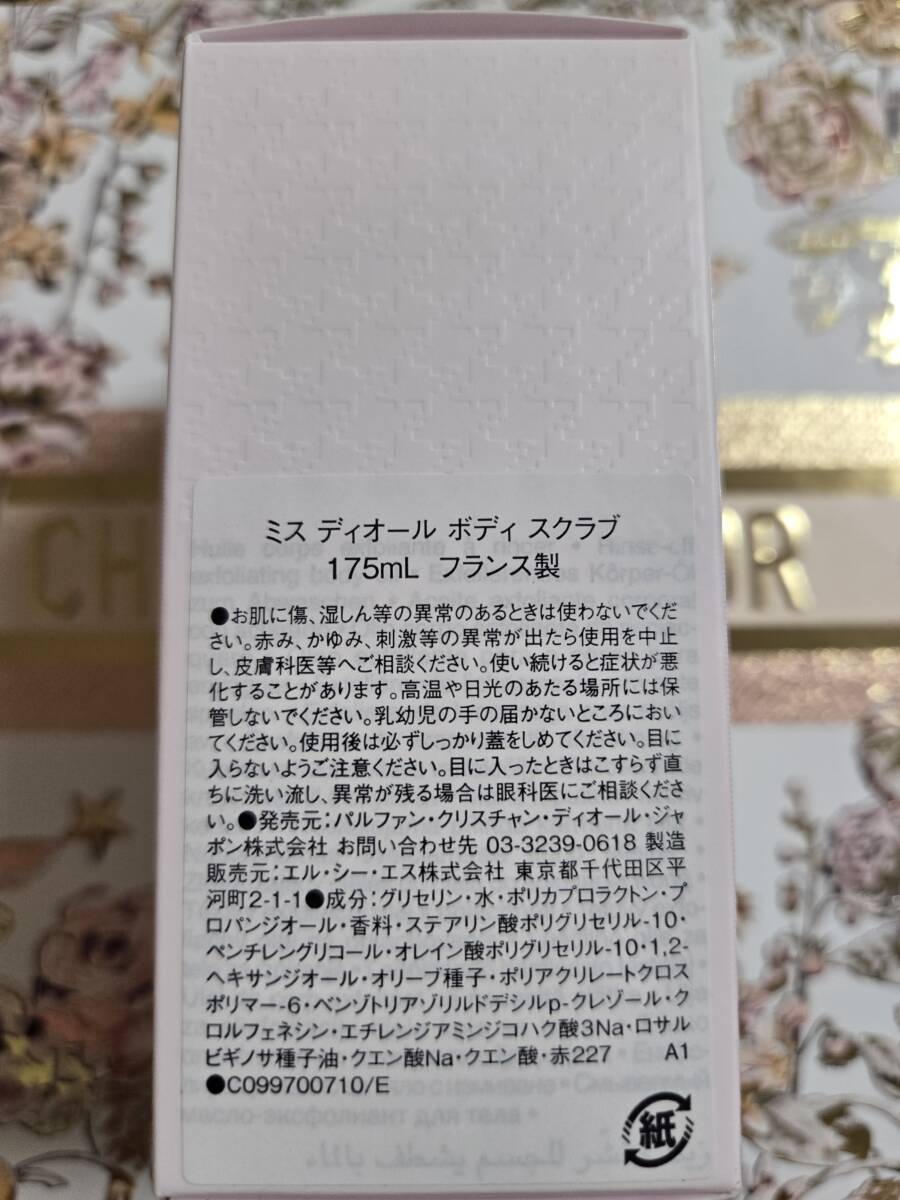 ミス ディオール ボディ スクラブ
175mL フランス製
●お肌に傷、湿しん等の異常のあるときは使わないでくだ
さい。赤み、かゆみ、刺激等の異常が出たら使用を中止
し、皮膚科医等へご相談ください。使い続けると症状が悪
化することがあります。高温や日光のあたる場所には保
管しないでください。乳幼児の手の届かないところにおい
てください。使用後は必ずしっかり蓋をしめてください。目に
入らないようご注意ください。目に入ったときはこすらず直
ちに洗い流し、異常が残る場合は眼科医にご相談くださ
い。●発売元:パルファン・クリスチャン・ディオール・ジャ
ポン株式会社 お問い合わせ先 03-3239-0618 製造
販売元:エル・シー・エス株式会社 東京都千代田区平
河町2-1-1●成分:グリセリン・水・ポリカプロラクトン・プ
ロパンジオール・香料・ステアリン酸ポリグリセリル-10・
ペンチレングリコール・オレイン酸ポリグリセリル-10・1,2-
ヘキサンジオール・オリーブ種子・ポリアクリレートクロス
ポリマー-6・ベンゾトリアゾリルドデシルp-クレゾール・ク
ロルフェネシン・エチレンジアミンジコハク酸3Na・ロサル
ビギノサ種子油・クエン酸Na・クエン酸・赤227 A1
●C099700710/E
紙
CH
OR